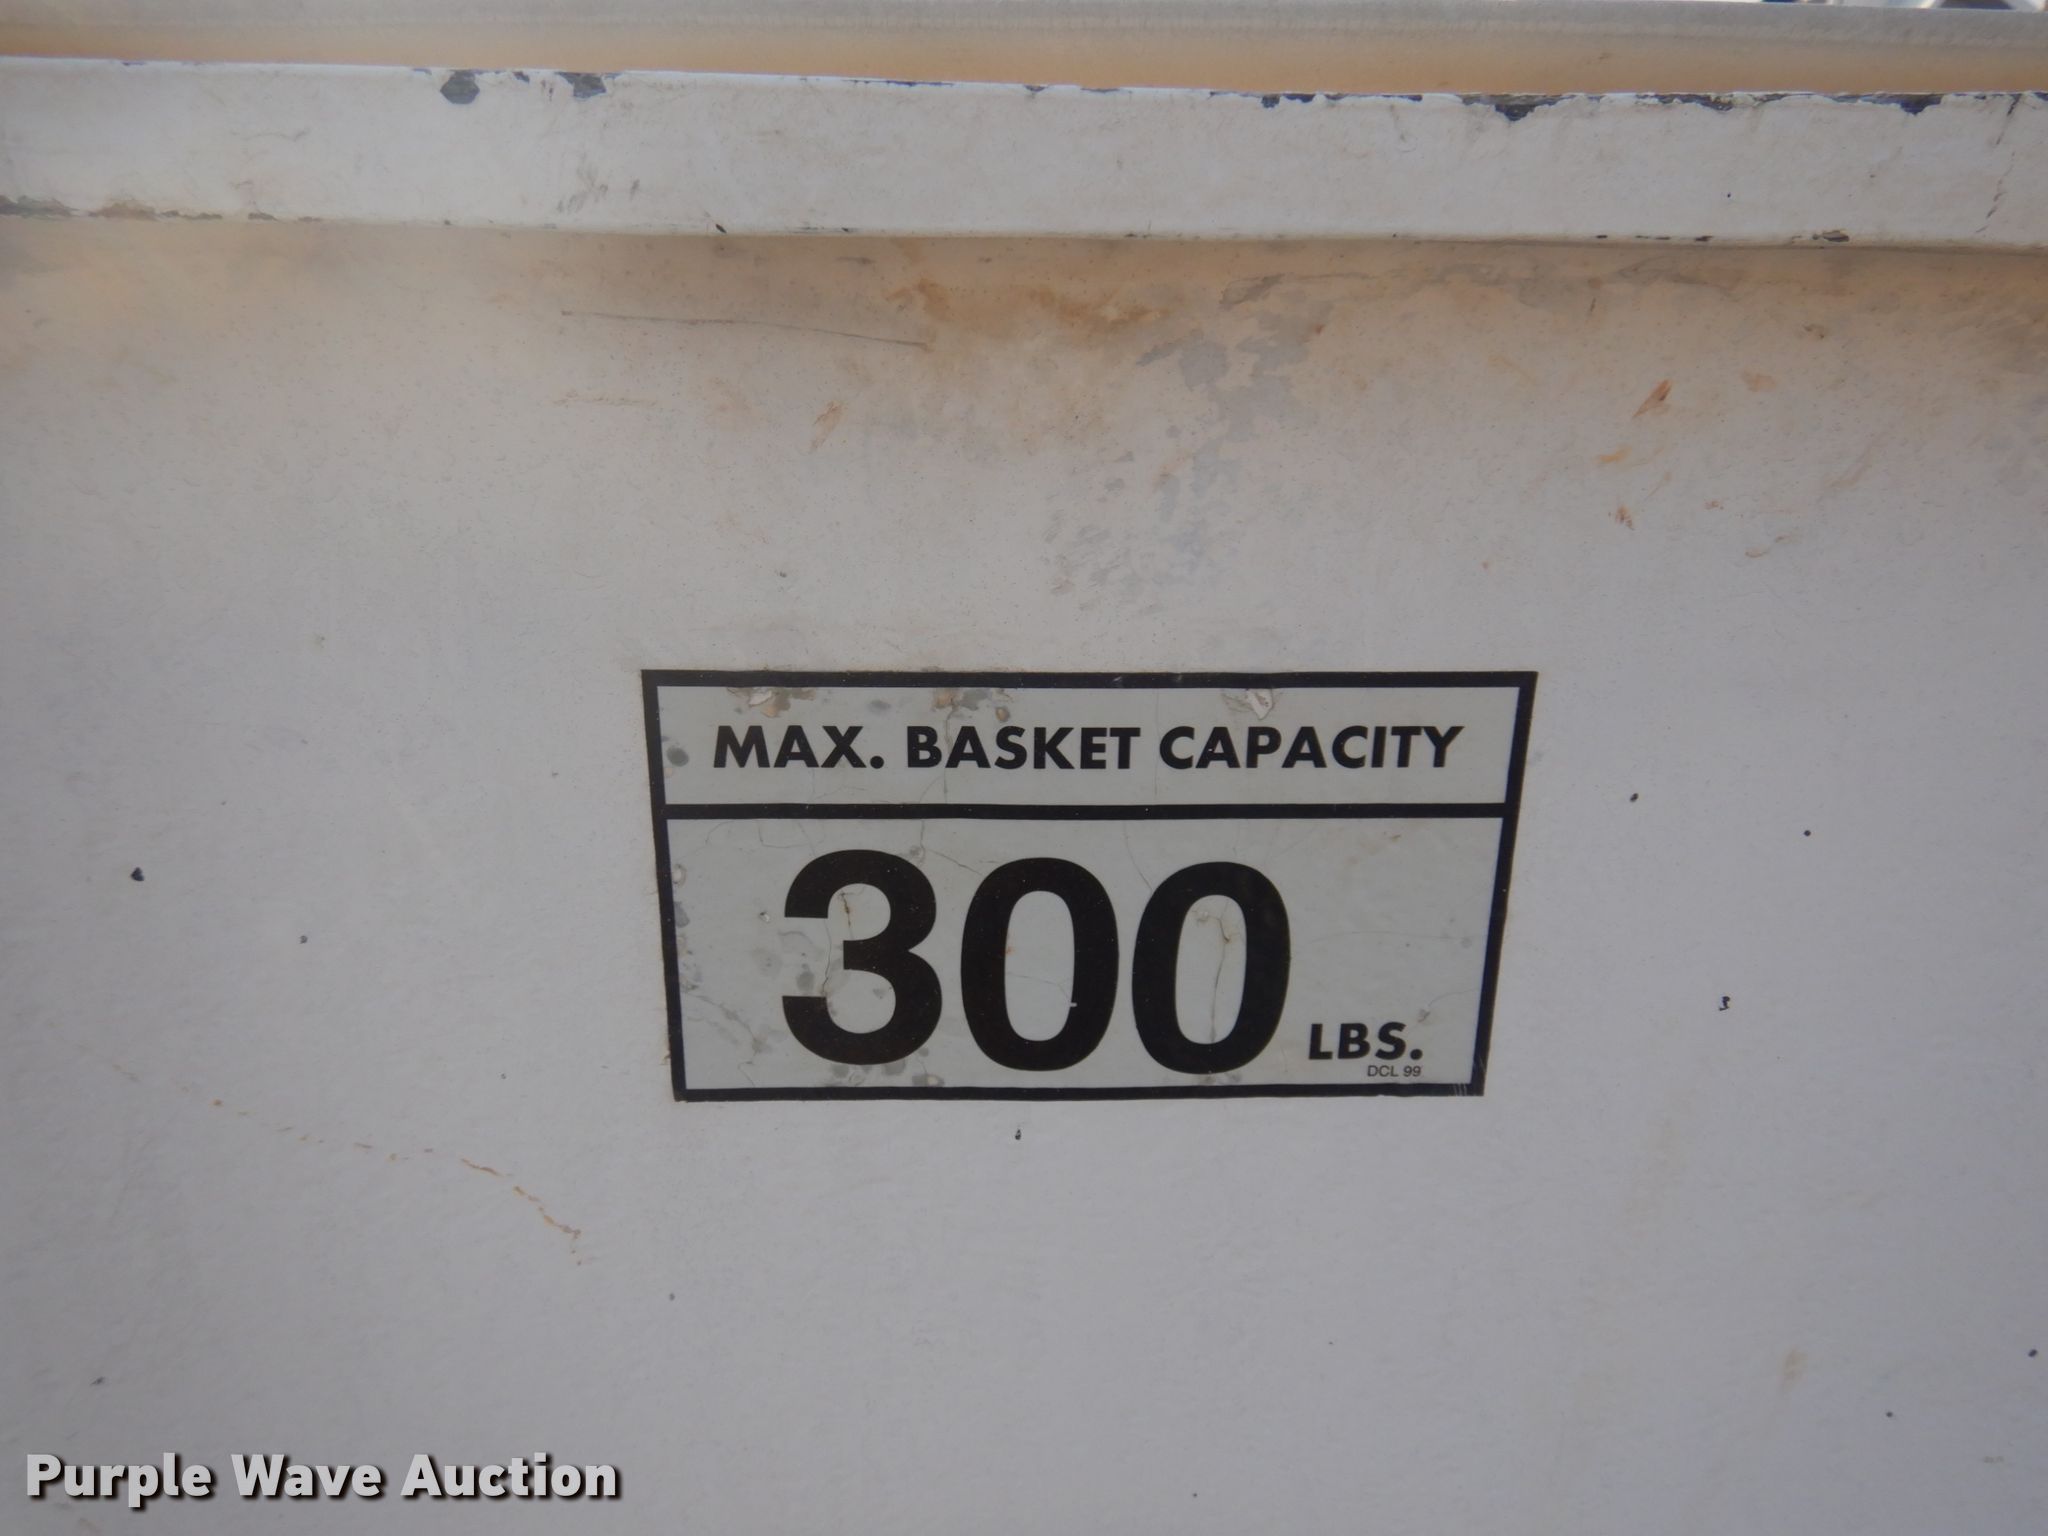 MAX. BASKET CAPACITY
300 LBS.
DCL 99
Purple Wave Auction